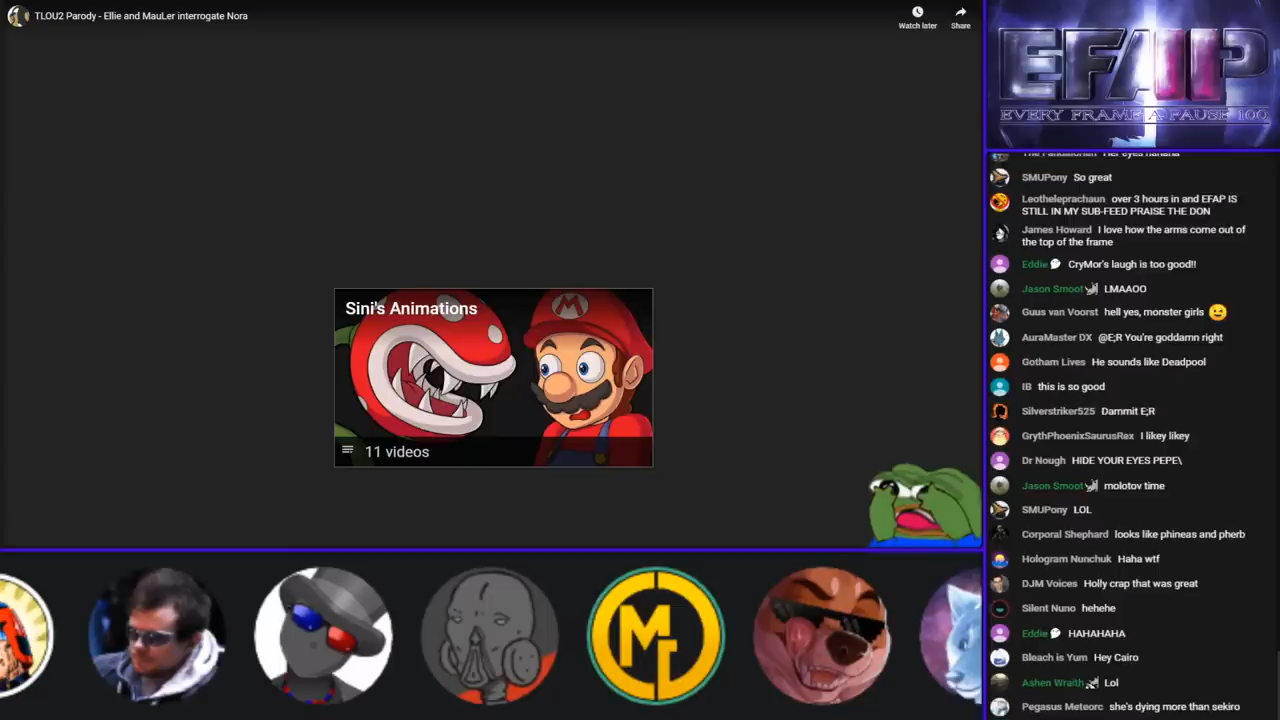 TLOU2 Parody - Ellie and MauLer interrogate Nora
Watch later
Share
Sini's Animations
11 videos
EFAP
EVERY FRAME A PAUSE 100
SMUPony So great
Leotheleprachaun over 3 hours in and EFAP IS
STILL IN MY SUB-FEED PRAISE THE DON
James Howard I love how the arms come out of
the top of the frame
Eddie CryMor's laugh is too good!!
Jason Smoot LMAAOO
Guus van Voorst hell yes, monster girls
AuraMaster DX @E;R You're goddamn right
Gotham Lives He sounds like Deadpool
IB this is so good
Silverstriker525 Dammit E;R
GrythPhoenixSaurusRex I likey likey
Dr Nough HIDE YOUR EYES PEPE\
Jason Smoot molotov time
SMUPony LOL
Corporal Shephard looks like phineas and pherb
Hologram Nunchuk Haha wtf
DJM Voices Holly crap that was great
Silent Nuno hehehe
Eddie HAHAHAHA
Bleach is Yum Hey Cairo
Ashen Wraith Lol
Pegasus Meteorc she's dying more than sekiro